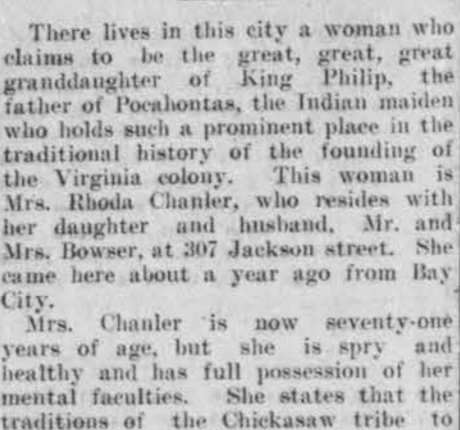 There lives in this city a woman who
claims to be the great, great, great
granddaughter of King Philip, the
father of Pocahontas, the Indian maiden
who holds such a prominent place in the
traditional history of the founding of
the Virginia colony. This woman is
Mrs. Rhoda Chanler, who resides with
her daughter and husband, Mr. and
Mrs. Bowser, at 307 Jackson street. She
came here about a year ago from Bay
City.
Mrs. Chanler is now seventy-one
years of age, but she is spry and
healthy and has full possession of her
mental faculties. She states that the
traditions of the Chickasaw tribe to